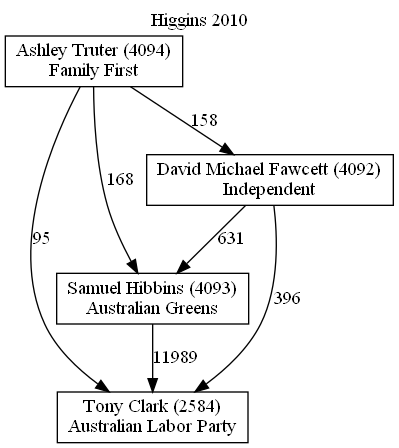 Higgins 2010
Ashley Truter (4094)
Family First
158
David Michael Fawcett (4092)
Independent
168
95
631
396
Samuel Hibbins (4093)
Australian Greens
11989
Tony Clark (2584)
Australian Labor Party